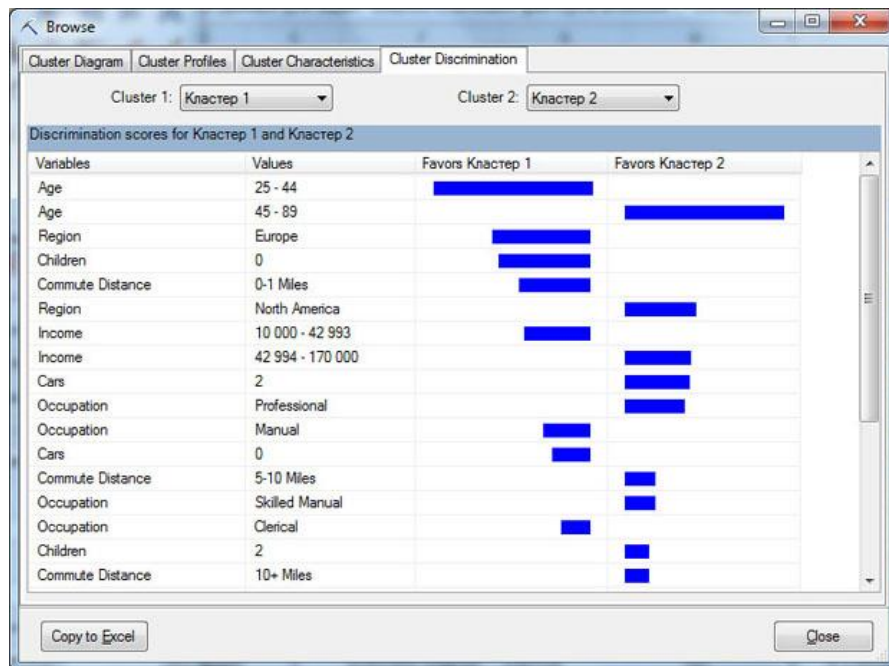 Browse
Cluster Diagram Cluster Profiles Cluster Characteristics Cluster Discrimination
Cluster 1: Кластер 1 Cluster 2: Кластер 2
Discrimination scores for Кластер 1 and Кластер 2
Variables Values Favors Кластер 1 Favors Кластер 2
Age 25 - 44
Age 45 - 89
Region Europe
Children 0
Commute Distance 0-1 Miles
Region North America
Income 10 000 - 42 993
Income 42 994 - 170 000
Cars 2
Occupation Professional
Occupation Manual
Cars 0
Commute Distance 5-10 Miles
Occupation Skilled Manual
Occupation Clerical
Children 2
Commute Distance 10+ Miles
Copy to Excel Close